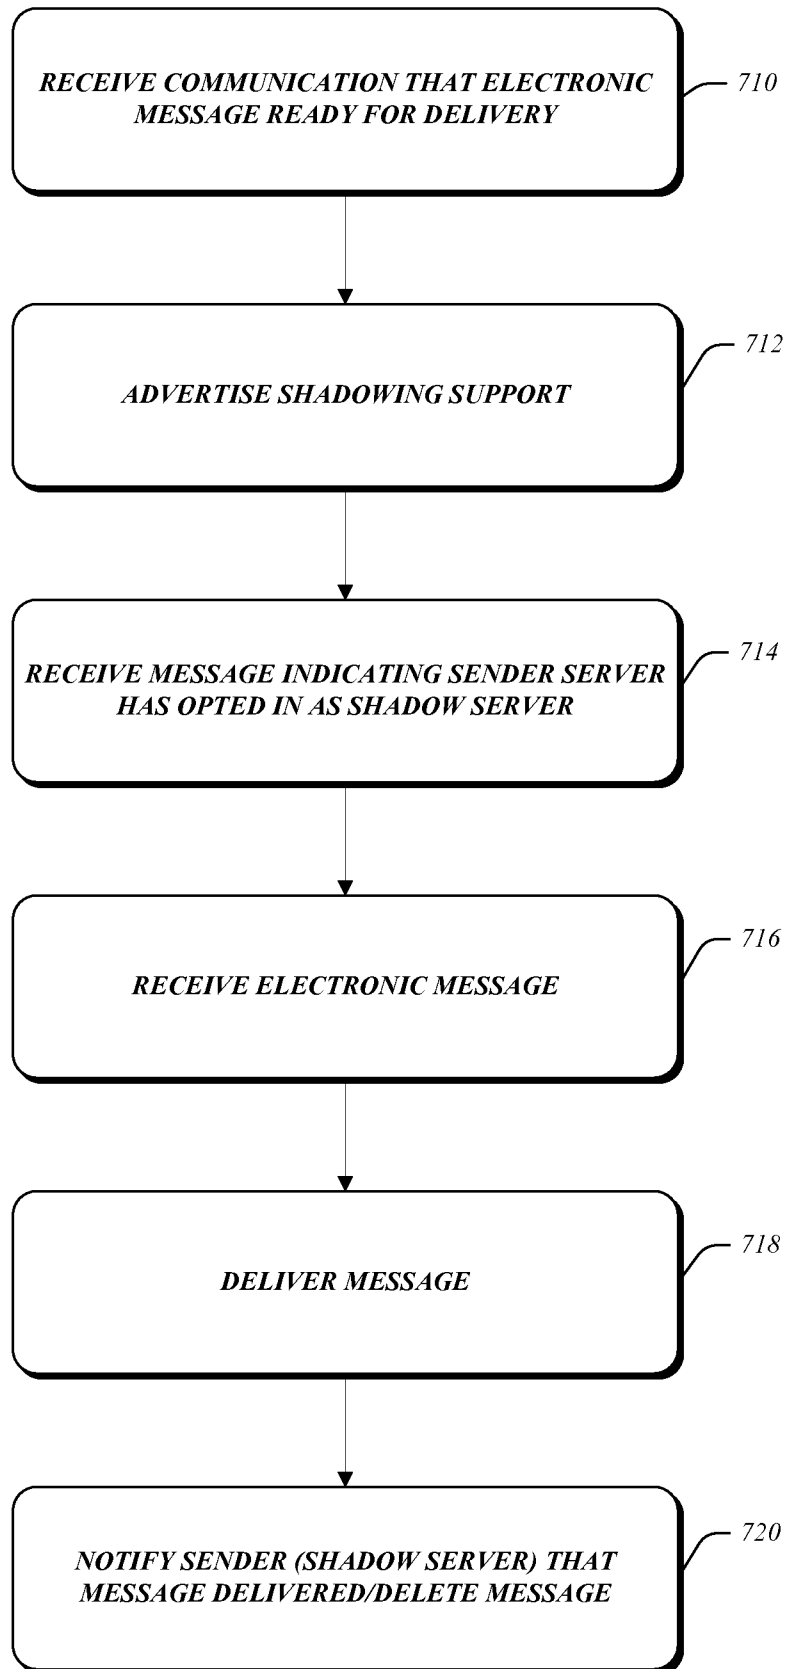 RECEIVE COMMUNICATION THAT ELECTRONIC
MESSAGE READY FOR DELIVERY
710
ADVERTISE SHADOWING SUPPORT
712
RECEIVE MESSAGE INDICATING SENDER SERVER
HAS OPTED IN AS SHADOW SERVER
714
RECEIVE ELECTRONIC MESSAGE
716
DELIVER MESSAGE
718
NOTIFY SENDER (SHADOW SERVER) THAT
MESSAGE DELIVERED/DELETE MESSAGE
720